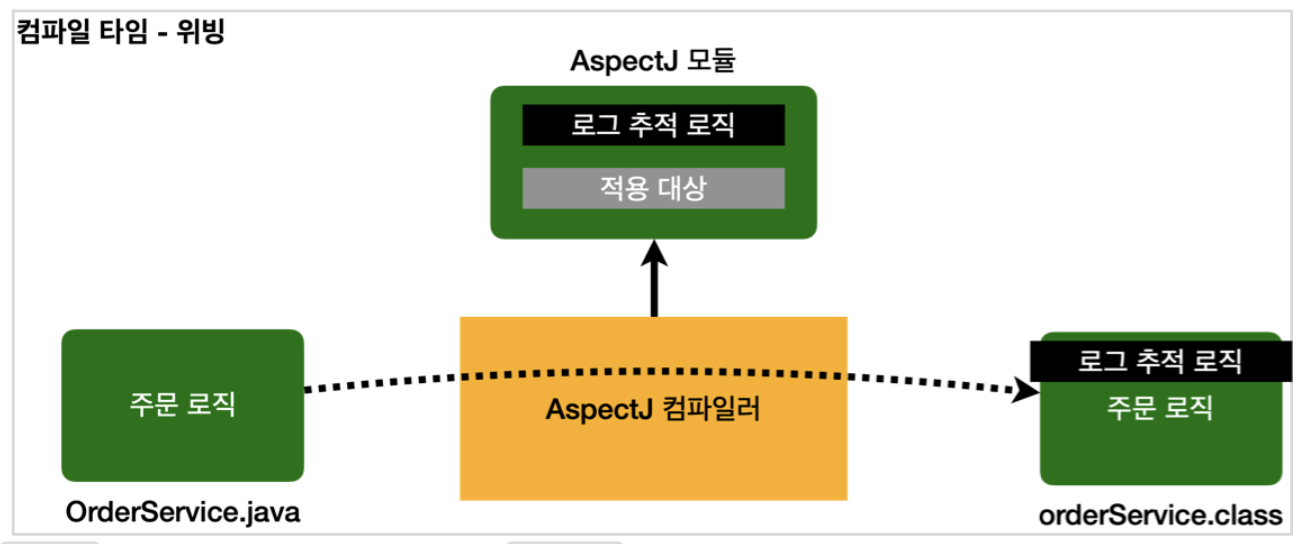 컴파일 타임 - 위빙
AspectJ 모듈
로그 추적 로직
적용 대상
주문 로직
OrderService.java
AspectJ 컴파일러
로그 추적 로직
주문 로직
orderService.class